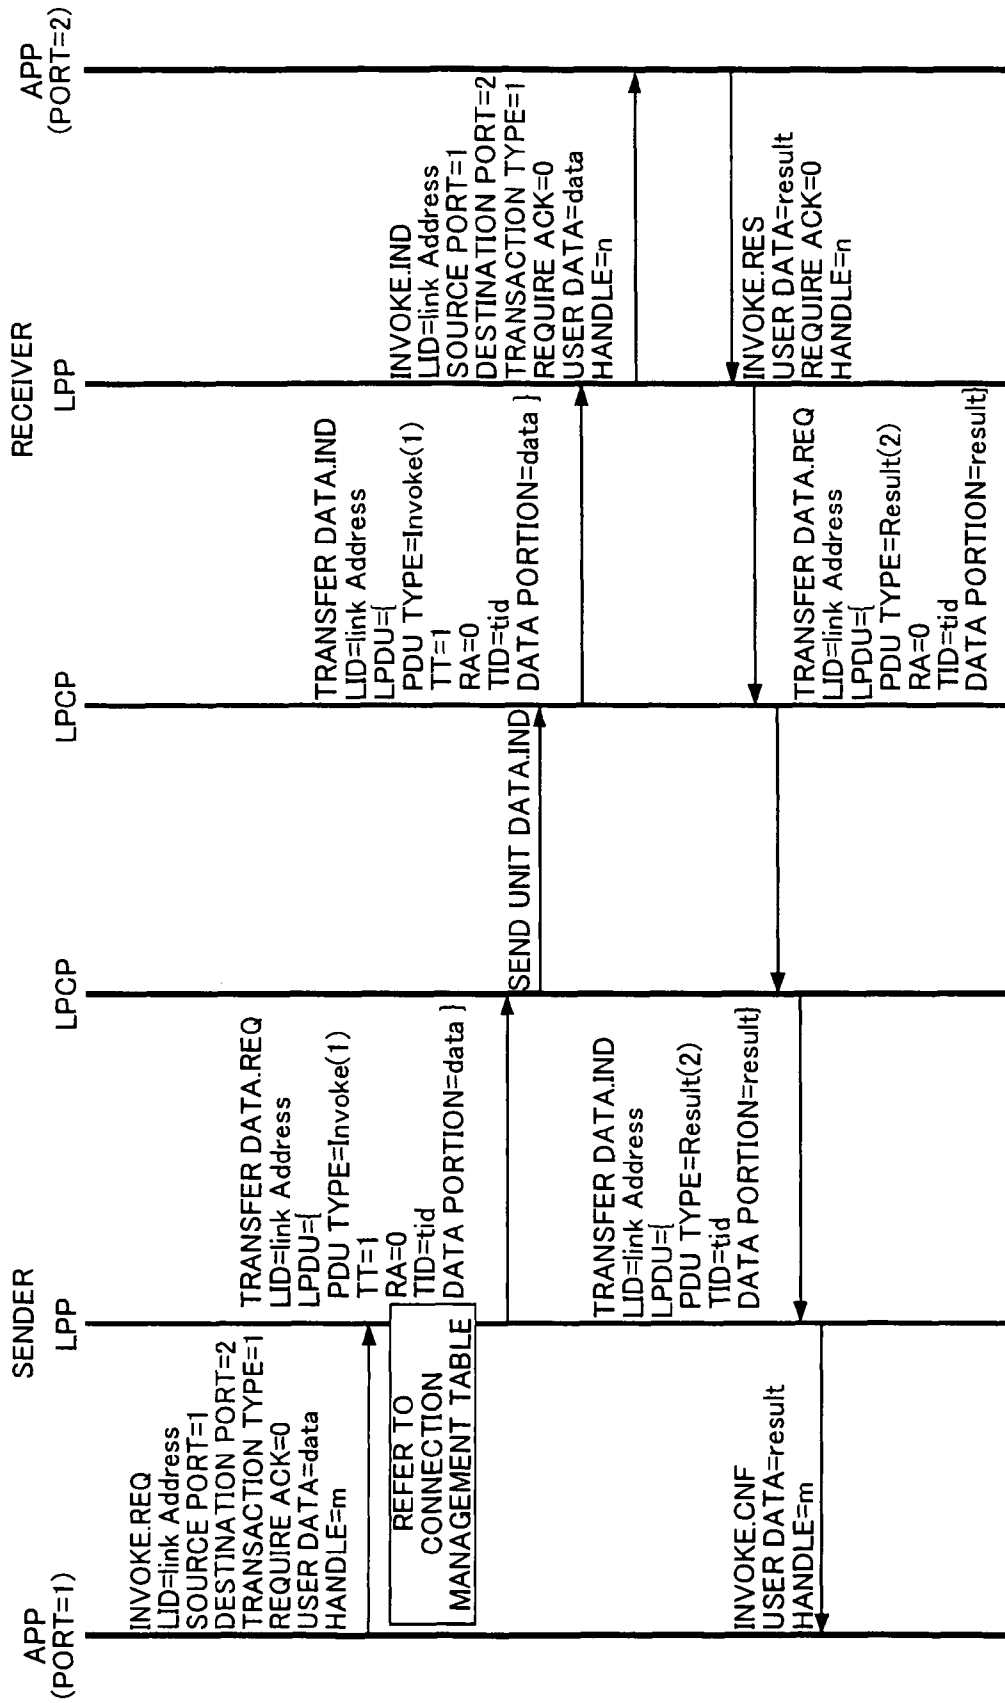 SENDER
RECEIVER
APP
(PORT=1)
LPP
LPCP
LPCP
LPP
APP
(PORT=2)
INVOKE.REQ
LID=link Address
SOURCE PORT=1
DESTINATION PORT=2
TRANSACTION TYPE=1
REQUIRE ACK=0
USER DATA=data
HANDLE=m
REFER TO
CONNECTION
MANAGEMENT TABLE
TRANSFER DATA.REQ
LID=link Address
LPDU={
PDU TYPE=Invoke(1)
TT=1
RA=0
TID=tid
DATA PORTION=data }
SEND UNIT DATA.IND
TRANSFER DATA.IND
LID=link Address
LPDU={
PDU TYPE=Invoke(1)
TT=1
RA=0
TID=tid
DATA PORTION=data }
INVOKE.IND
LID=link Address
SOURCE PORT=1
DESTINATION PORT=2
TRANSACTION TYPE=1
REQUIRE ACK=0
USER DATA=data
HANDLE=n
INVOKE.RES
USER DATA=result
REQUIRE ACK=0
HANDLE=n
TRANSFER DATA.REQ
LID=link Address
LPDU={
PDU TYPE=Result(2)
RA=0
TID=tid
DATA PORTION=result}
TRANSFER DATA.IND
LID=link Address
LPDU={
PDU TYPE=Result(2)
TID=tid
DATA PORTION=result}
INVOKE.CNF
USER DATA=result
HANDLE=m